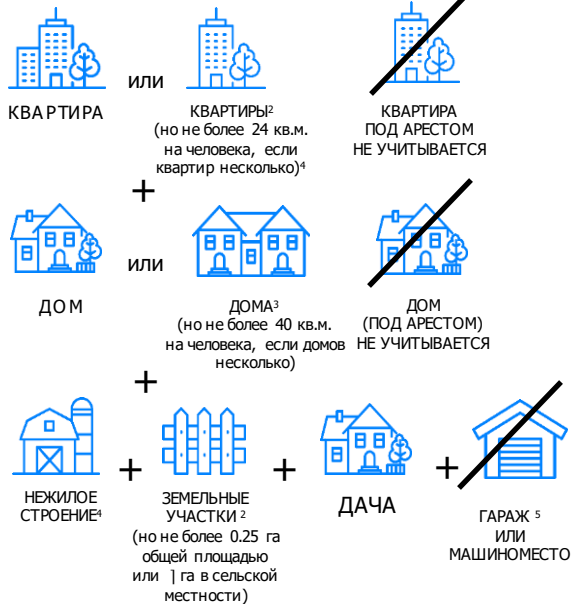 КВАРТИРА
или
КВАРТИРЫ²
(но не более 24 кв.м.
на человека, если
квартир несколько)⁴
КВАРТИРА
ПОД АРЕСТОМ
НЕ УЧИТЫВАЕТСЯ
+
ДОМ
или
ДОМА³
(но не более 40 кв.м.
на человека, если домов
несколько)
ДОМ
(ПОД АРЕСТОМ)
НЕ УЧИТЫВАЕТСЯ
+
НЕЖИЛОЕ
СТРОЕНИЕ⁴
+
ЗЕМЕЛЬНЫЕ
УЧАСТКИ ²
(но не более 0.25 га
общей площадью
или 1 га в сельской
местности)
+
ДАЧА
+
ГАРАЖ ⁵
ИЛИ
МАШИНОМЕСТО